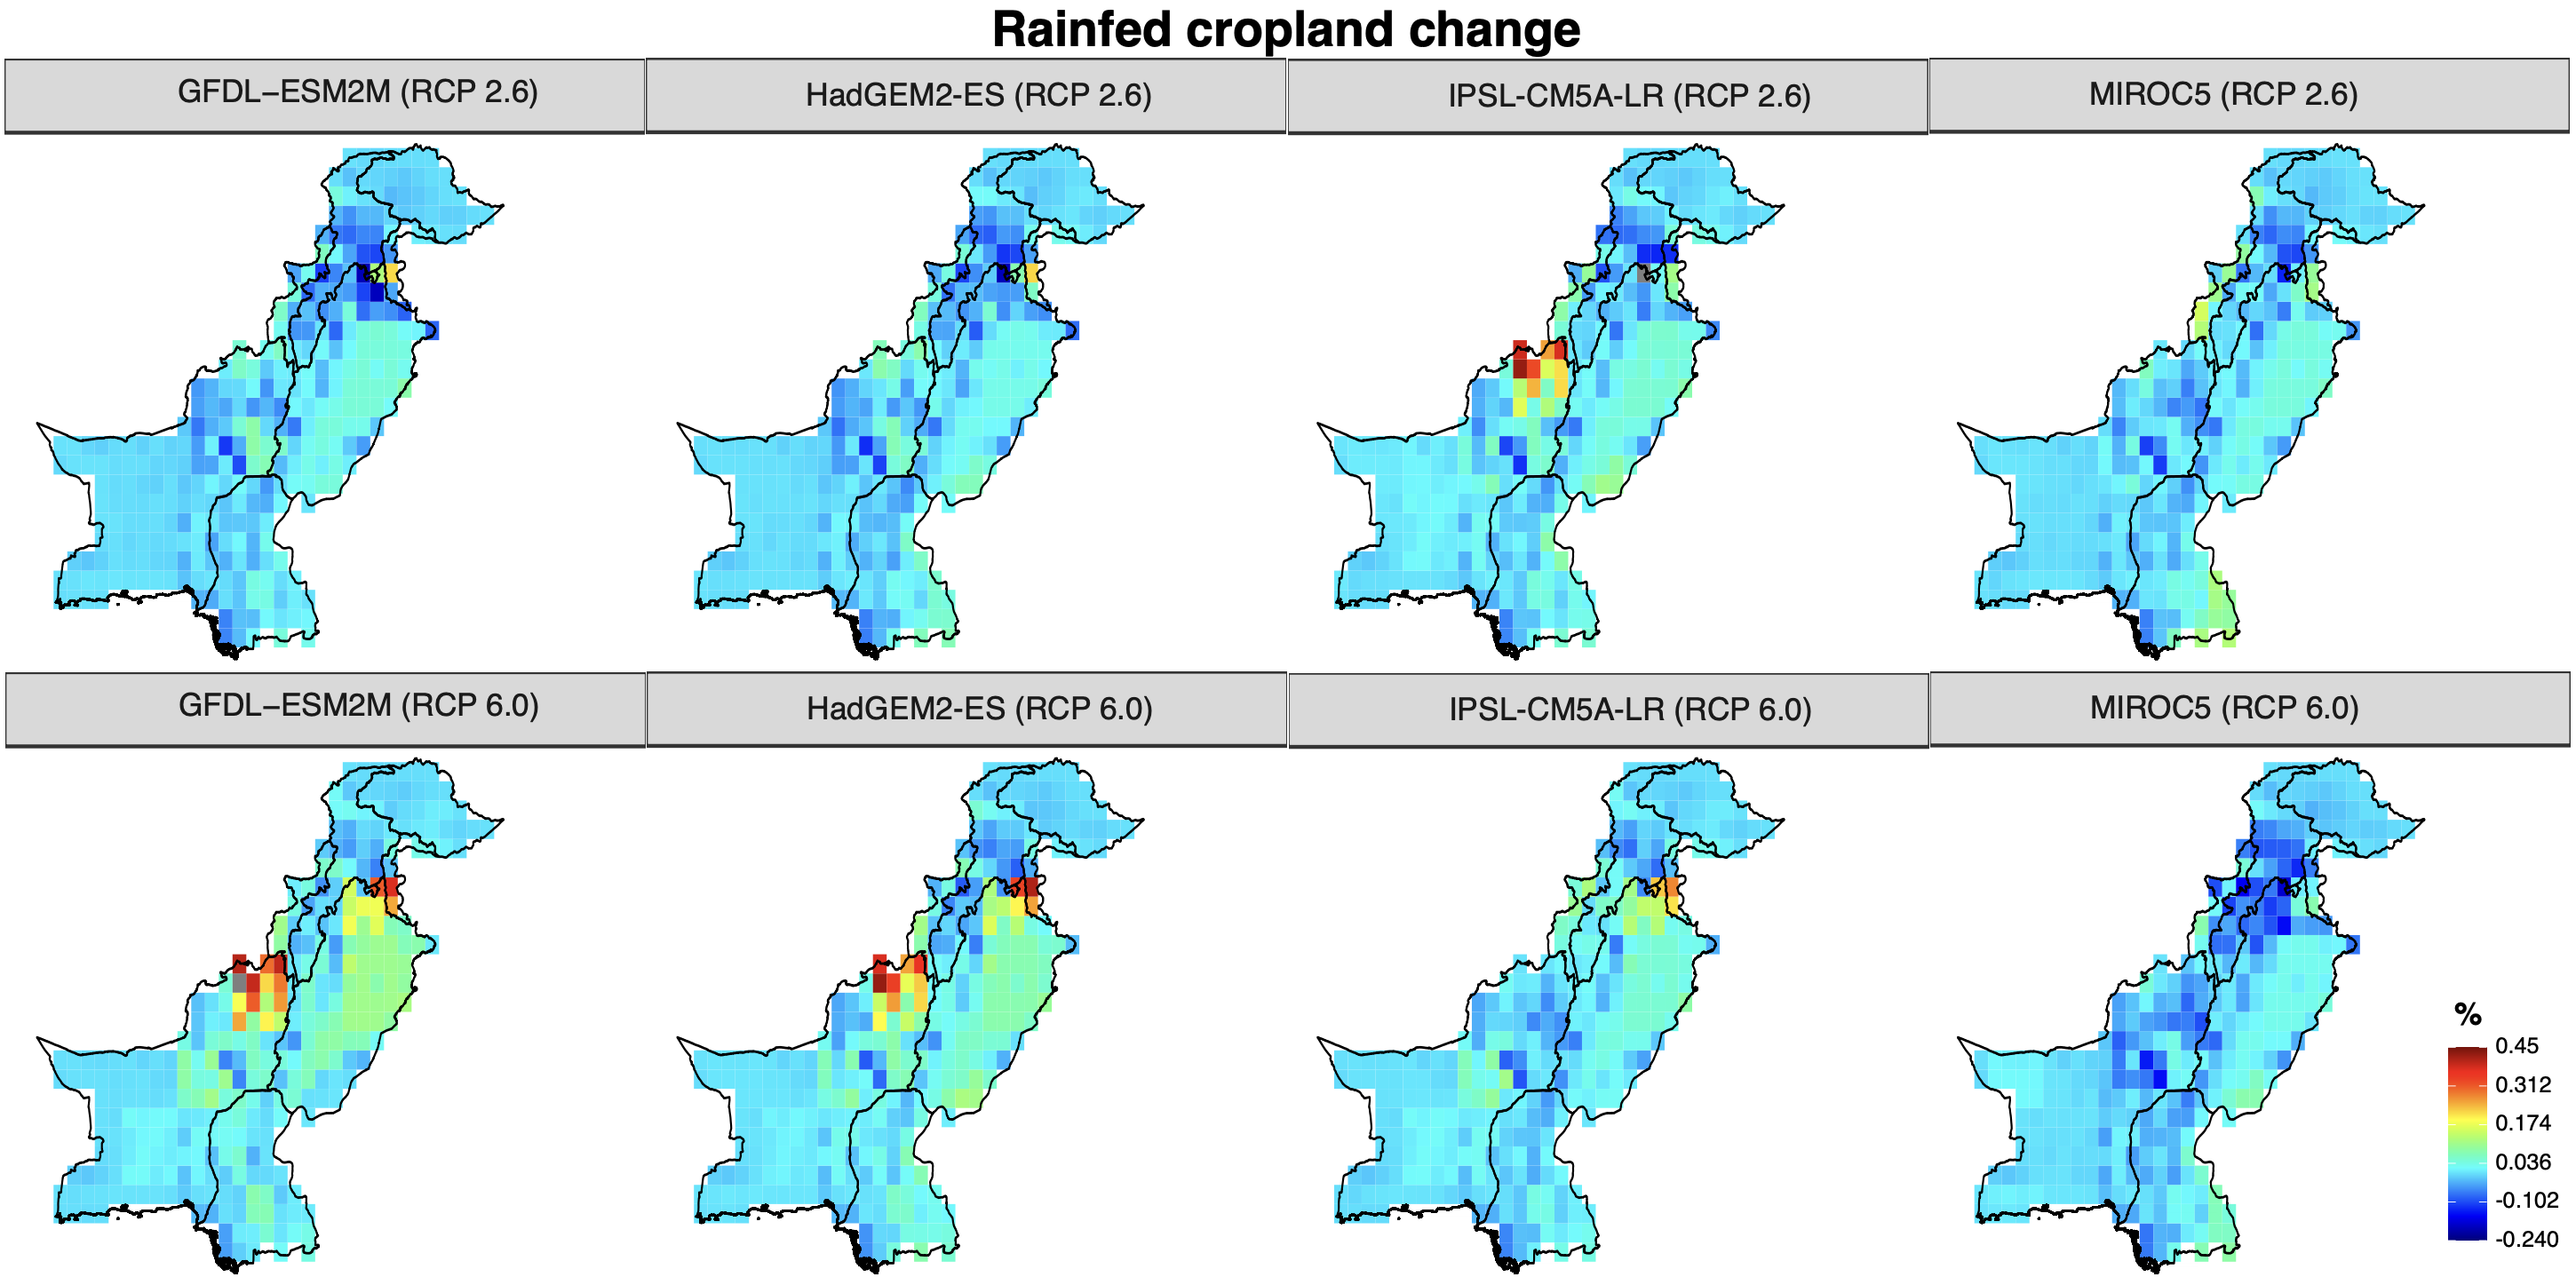 Rainfed cropland change
GFDL−ESM2M (RCP 2.6)
HadGEM2-ES (RCP 2.6)
IPSL-CM5A-LR (RCP 2.6)
MIROC5 (RCP 2.6)
GFDL−ESM2M (RCP 6.0)
HadGEM2-ES (RCP 6.0)
IPSL-CM5A-LR (RCP 6.0)
MIROC5 (RCP 6.0)
%
0.45
0.312
0.174
0.036
-0.102
-0.240